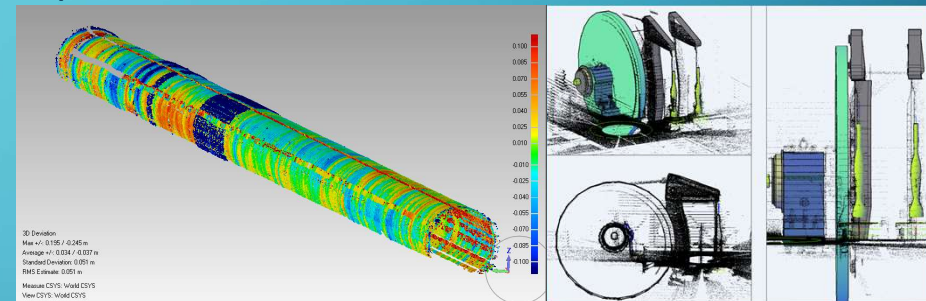 0.100
0.085
0.070
0.055
0.040
0.025
0.010
-0.010
-0.025
-0.040
-0.055
-0.070
-0.085
-0.100
Z
3D Deviation
Max +/-: 0.195 / -0.245 m
Average +/-: 0.034 / -0.037 m
Standard Deviation: 0.051 m
RMS Estimate: 0.051 m
Measure CSYS: World CSYS
View CSYS: World CSYS